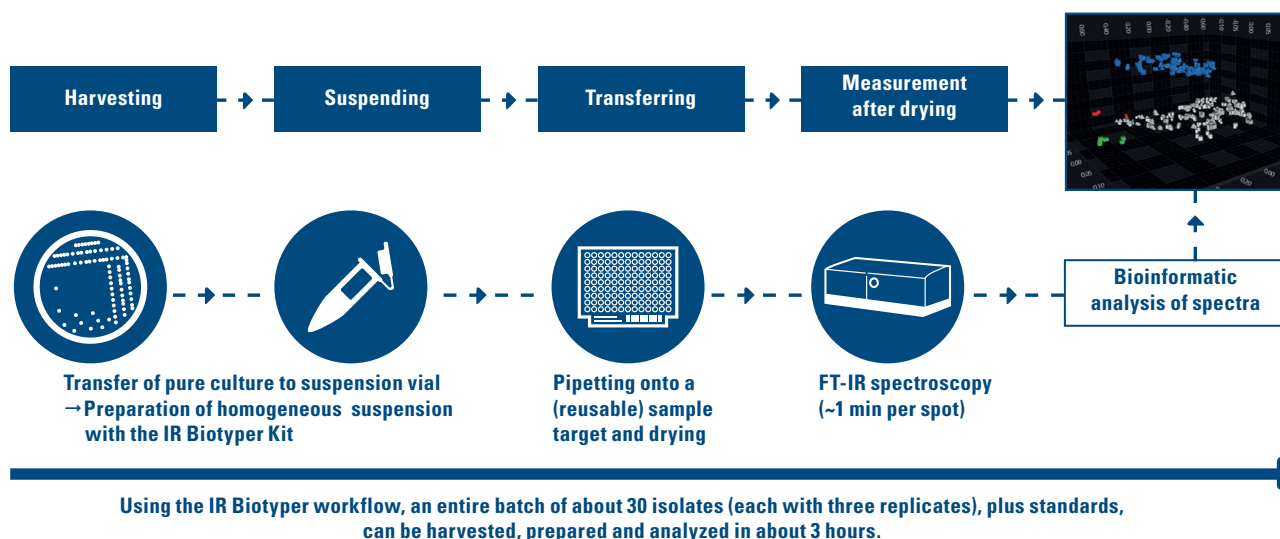 Harvesting
Suspending
Transferring
Measurement
after drying
Bioinformatic
analysis of spectra
Transfer of pure culture to suspension vial
→Preparation of homogeneous suspension
with the IR Biotyper Kit
Pipetting onto a
(reusable) sample
target and drying
FT-IR spectroscopy
(~1 min per spot)
Using the IR Biotyper workflow, an entire batch of about 30 isolates (each with three replicates), plus standards,
can be harvested, prepared and analyzed in about 3 hours.